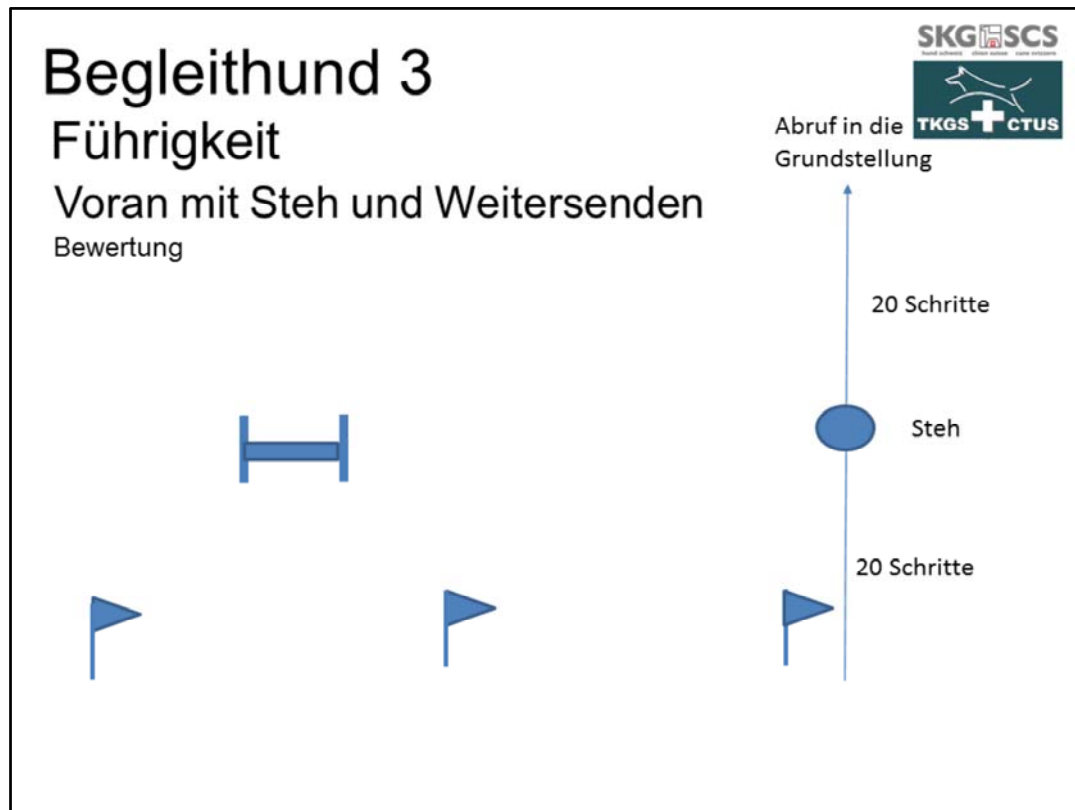 Begleithund 3
Führigkeit
Voran mit Steh und Weitersenden
Bewertung
SKG SCS
TKGS CTUS
Abruf in die
Grundstellung
20 Schritte
Steh
20 Schritte